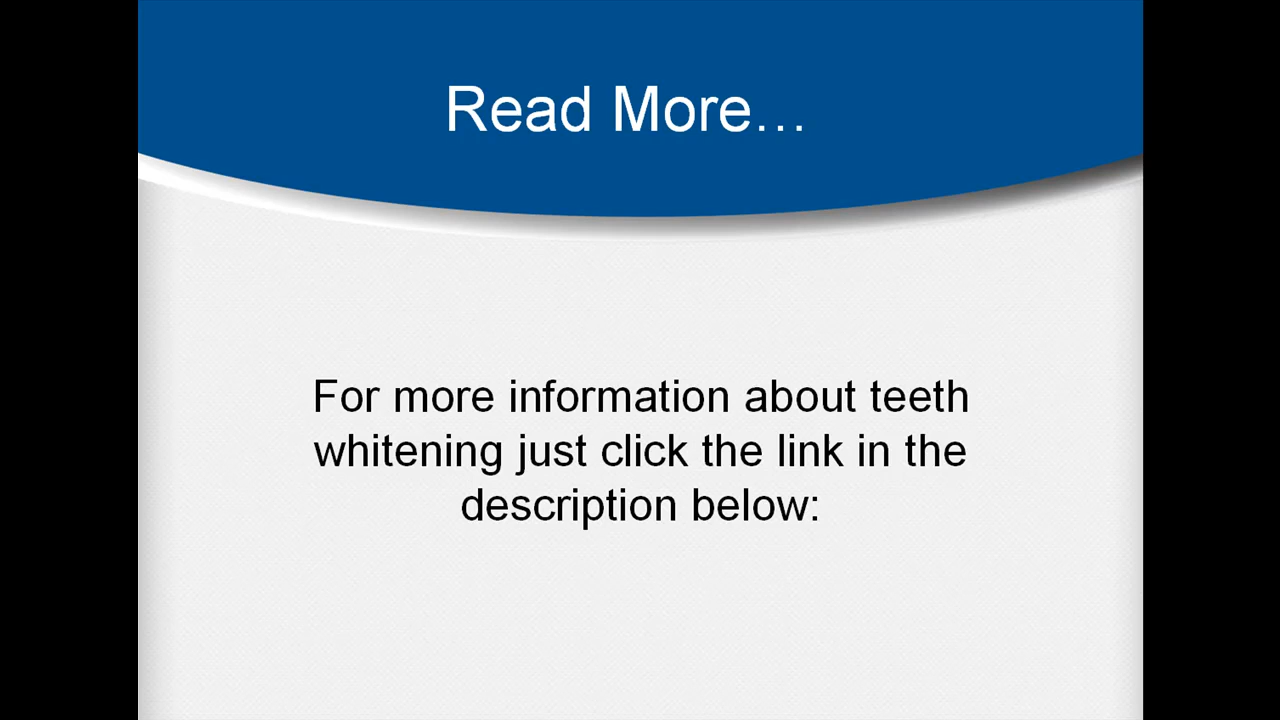 Read More...
For more information about teeth
whitening just click the link in the
description below: